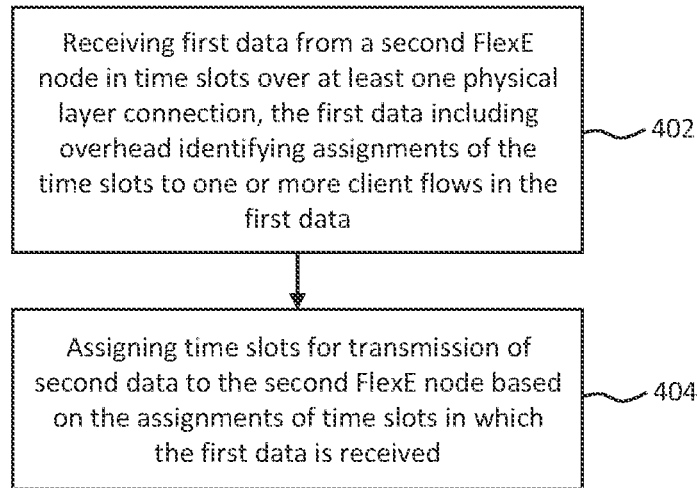 Receiving first data from a second FlexE
node in time slots over at least one physical
layer connection, the first data including
overhead identifying assignments of the
time slots to one or more client flows in the
first data
402
Assigning time slots for transmission of
second data to the second FlexE node based
on the assignments of time slots in which
the first data is received
404